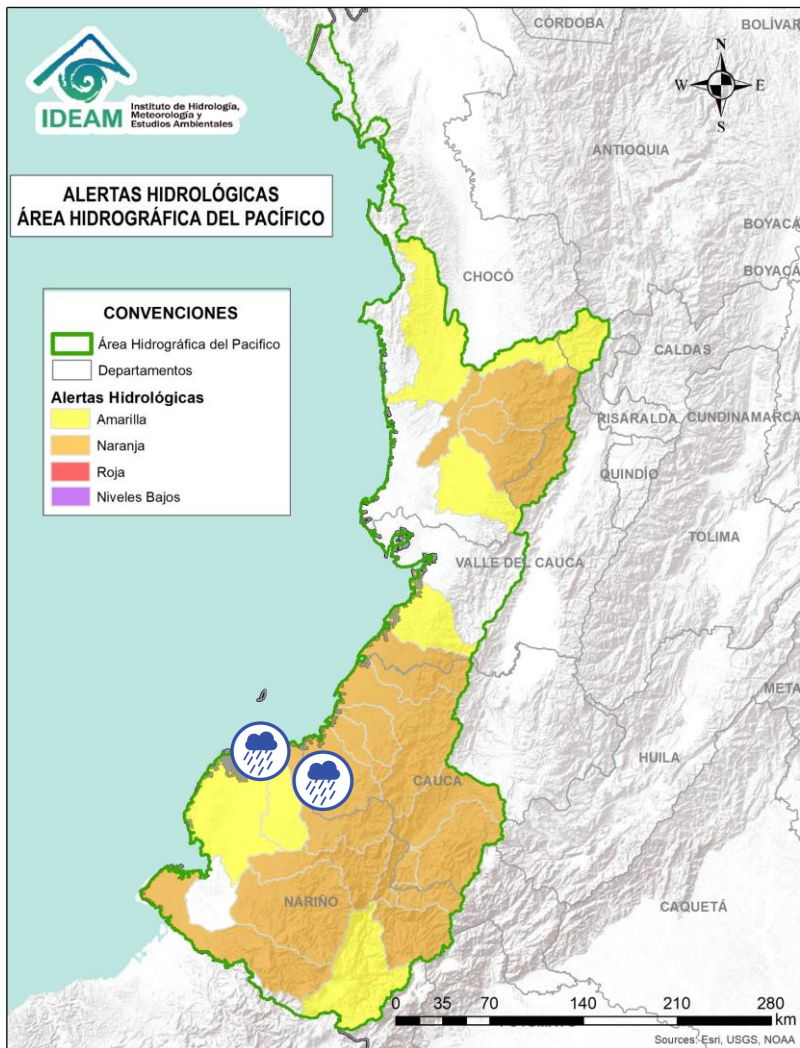 CÓRDOBA
BOLÍVAR
N
W
E
S
IDEAM
Instituto de Hidrología,
Meteorología y
Estudios Ambientales
ANTIOQUIA
ALERTAS HIDROLÓGICAS
ÁREA HIDROGRÁFICA DEL PACÍFICO
BOYACÁ
BOYACÁ
CHOCÓ
CONVENCIONES
Área Hidrográfica del Pacifico
Departamentos
Alertas Hidrológicas
Amarilla
Naranja
Roja
Niveles Bajos
CALDAS
RISARALDA
CUNDINAMARCA
QUINDÍO
TOLIMA
VALLE DEL CAUCA
META
HUILA
CAUCA
NARIÑO
CAQUETÁ
0 35 70 140 210 280
km
Sources: Esri, USGS, NOAA